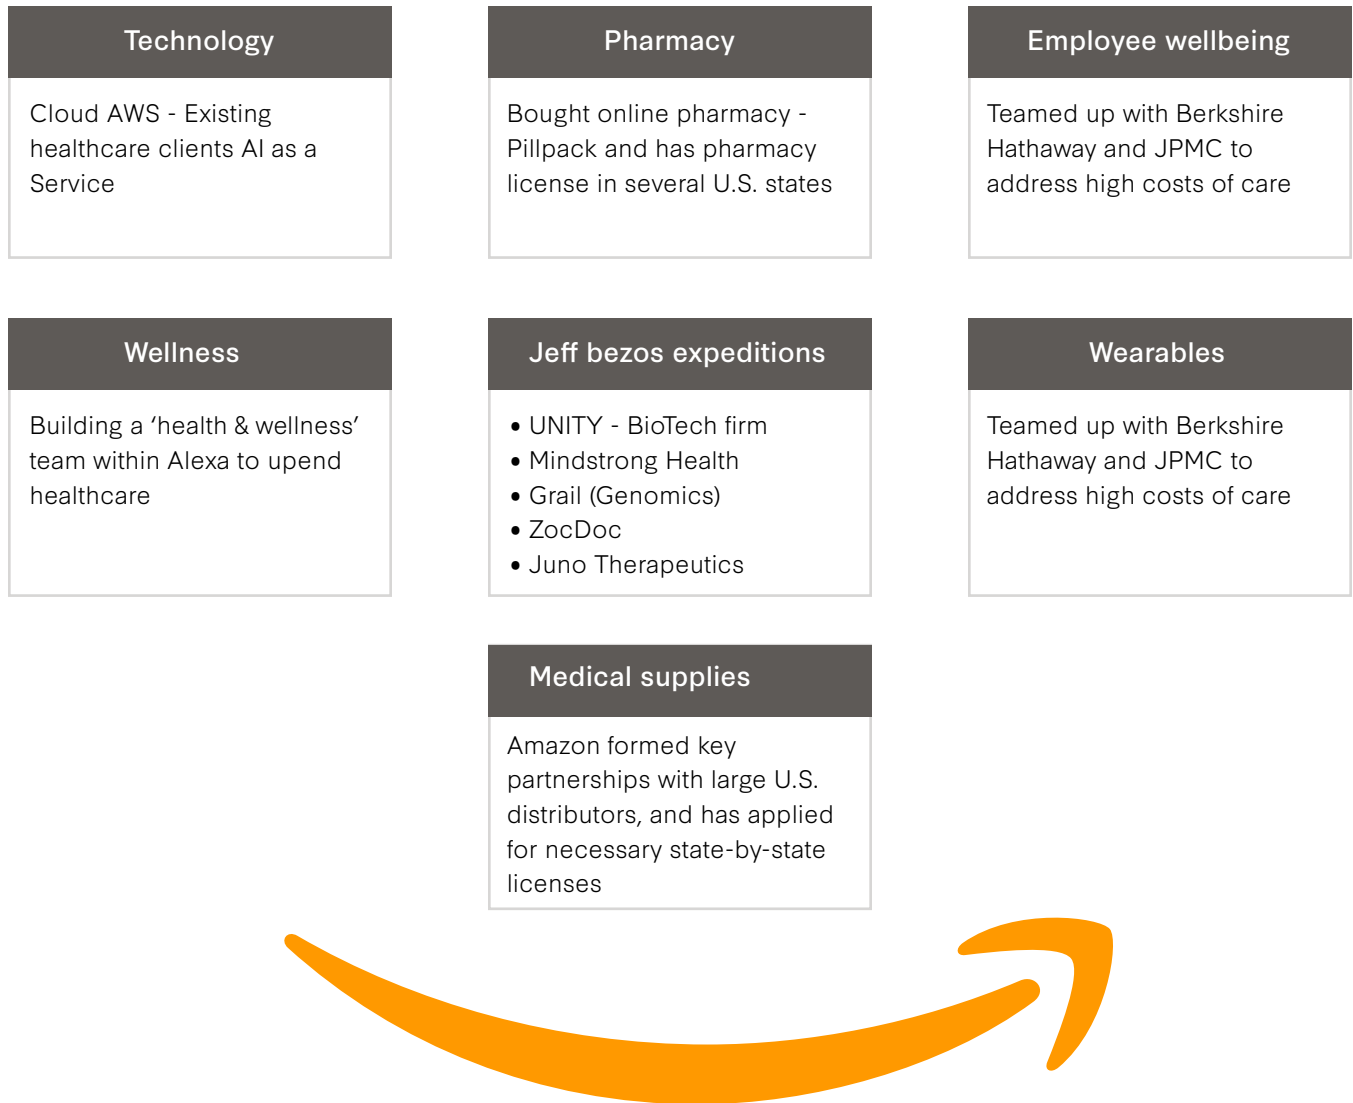 Technology
Cloud AWS - Existing
healthcare clients AI as a
Service
Pharmacy
Bought online pharmacy -
Pillpack and has pharmacy
license in several U.S. states
Employee wellbeing
Teamed up with Berkshire
Hathaway and JPMC to
address high costs of care
Wellness
Building a ‘health & wellness’
team within Alexa to upend
healthcare
Jeff bezos expeditions
• UNITY - BioTech firm
• Mindstrong Health
• Grail (Genomics)
• ZocDoc
• Juno Therapeutics
Wearables
Teamed up with Berkshire
Hathaway and JPMC to
address high costs of care
Medical supplies
Amazon formed key
partnerships with large U.S.
distributors, and has applied
for necessary state-by-state
licenses